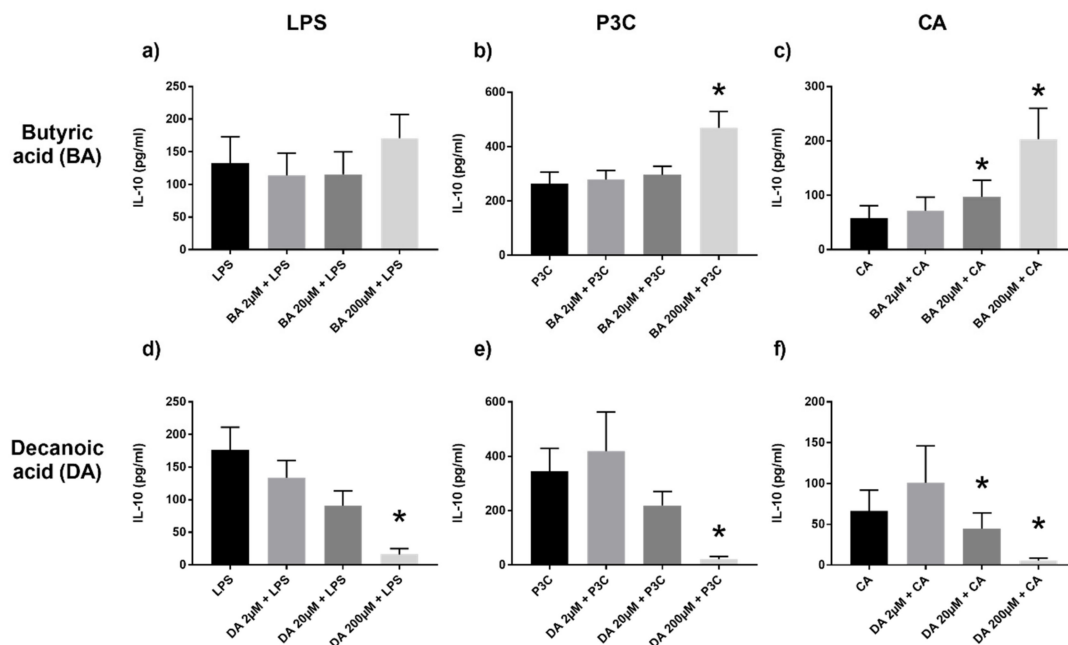 LPS
P3C
CA
a)
b)
c)
Butyric
acid (BA)
IL-10 (pg/ml)
250
200
150
100
50
0
LPS
BA 2µM + LPS
BA 20µM + LPS
BA 200µM + LPS
IL-10 (pg/ml)
600
400
200
0
*
P3C
BA 2µM + P3C
BA 20µM + P3C
BA 200µM + P3C
IL-10 (pg/ml)
300
200
100
0
*
*
CA
BA 2µM + CA
BA 20µM + CA
BA 200µM + CA
d)
e)
f)
Decanoic
acid (DA)
IL-10 (pg/ml)
250
200
150
100
50
0
*
LPS
DA 2µM + LPS
DA 20µM + LPS
DA 200µM + LPS
IL-10 (pg/ml)
600
400
200
0
*
P3C
DA 2µM + P3C
DA 20µM + P3C
DA 200µM + P3C
IL-10 (pg/ml)
200
150
100
50
0
*
*
CA
DA 2µM + CA
DA 20µM + CA
DA 200µM + CA